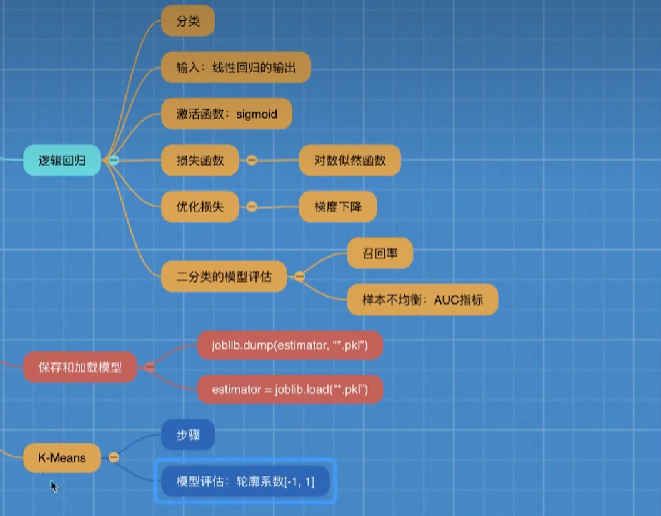 分类
输入：线性回归的输出
激活函数：sigmoid
逻辑回归
损失函数
对数似然函数
优化损失
梯度下降
二分类的模型评估
召回率
样本不均衡：AUC指标
保存和加载模型
joblib.dump(estimator, "*.pkl")
estimator = joblib.load("*.pkl")
K-Means
步骤
模型评估：轮廓系数[-1, 1]